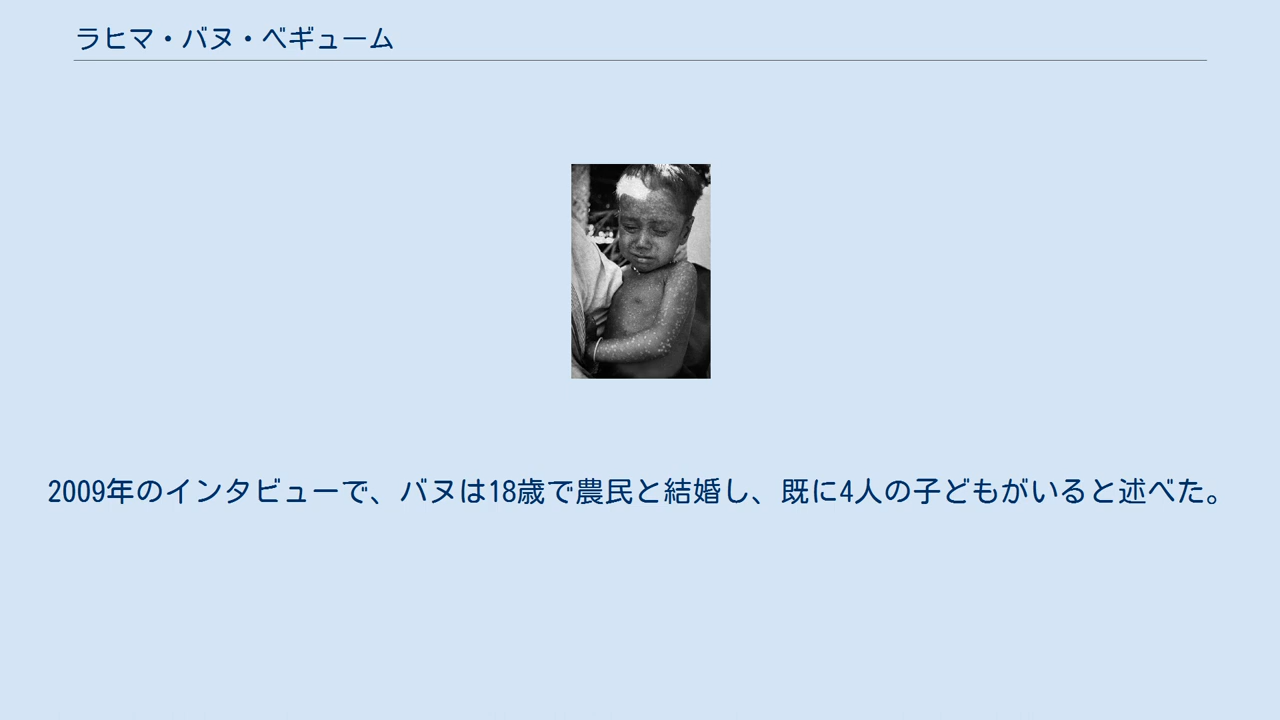 ラヒマ・バヌ・ベギューム
2009年のインタビューで、バヌは18歳で農民と結婚し、既に4人の子どもがいると述べた。